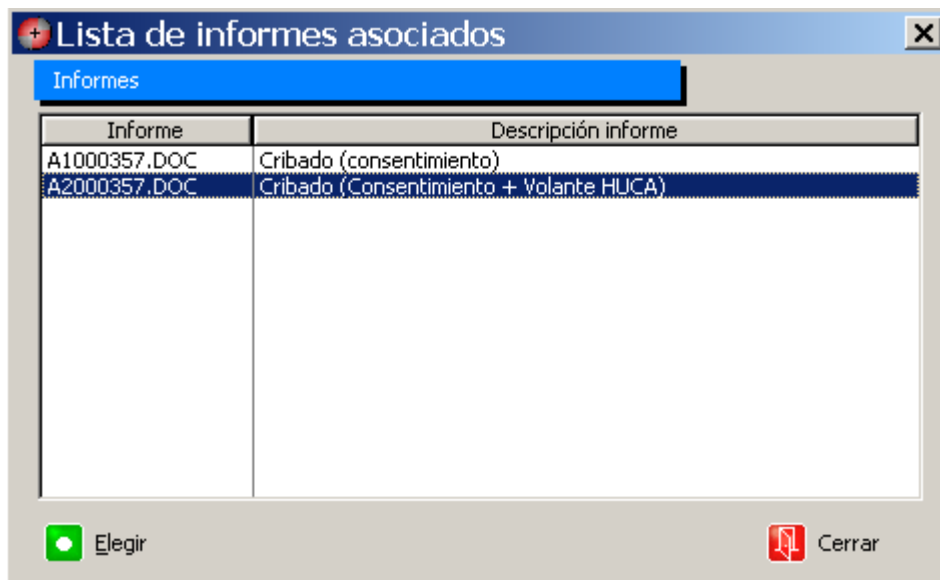 Lista de informes asociados
Informes
Informe Descripción informe
A1000357.DOC Cribado (consentimiento)
A2000357.DOC Cribado (Consentimiento + Volante HUCA)
Elegir Cerrar